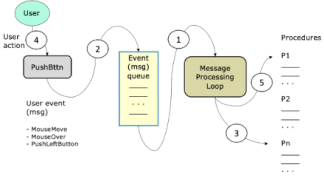 User
User
action
4
PushBttn
User event
(msg)
- MouseMove
- MouseOver
- PushLeftButton
2
Event
(msg)
queue
. . .
1
Message
Processing
Loop
3
5
Procedures
P1
. . .
P2
. . .
Pn
. . .